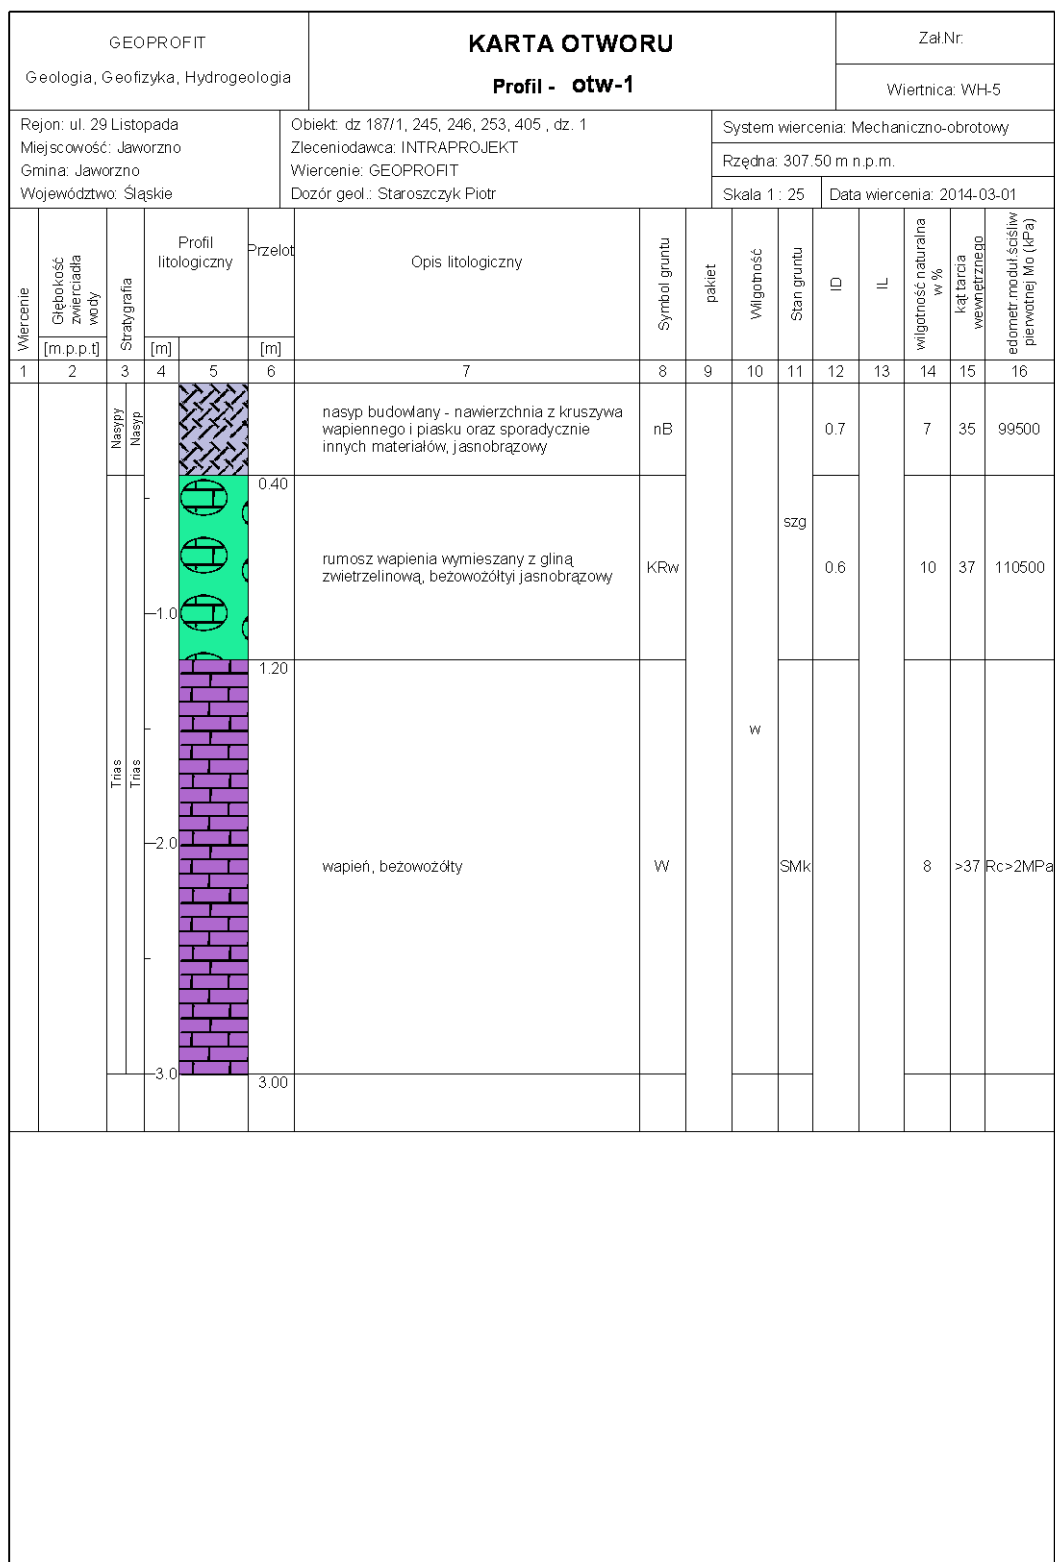 GEOPROFIT
Geologia, Geofizyka, Hydrogeologia
KARTA OTWORU
Profil - otw-1
Zał.Nr:
Wiertnica: WH-5
Rejon: ul. 29 Listopada
Miejscowość: Jaworzno
Gmina: Jaworzno
Województwo: Śląskie
Obiekt: dz 187/1, 245, 246, 253, 405 , dz. 1
Zleceniodawca: INTRAPROJEKT
Wiercenie: GEOPROFIT
Dozór geol.: Staroszczyk Piotr
System wiercenia: Mechaniczno-obrotowy
Rzędna: 307.50 m n.p.m.
Skala 1 : 25
Data wiercenia: 2014-03-01
Wiercenie
Głębokość
zwierciadła
wody
[m.p.p.t]
Stratygrafia
Profil
litologiczny
[m]
Przelot
[m]
Opis litologiczny
Symbol gruntu
pakiet
Wilgotność
Stan gruntu
ID
IL
wilgotność naturalna
w %
kąt tarcia
wewnętrznego
edometr.moduł.ściśliw
pierwotnej Mo (kPa)
1 2 3 4 5 6 7 8 9 10 11 12 13 14 15 16
Nasypy
Nasyp
nasyp budowlany - nawierzchnia z kruszywa
wapiennego i piasku oraz sporadycznie
innych materiałów, jasnobrązowy
nB
0.7
7
35
99500
0.40
szg
rumosz wapienia wymieszany z gliną
zwietrzelinową, beżowożółtyi jasnobrązowy
KRw
0.6
10
37
110500
1.0
1.20
w
Trias
Trias
2.0
wapień, beżowożółty
W
SMk
8
>37
Rc>2MPa
3.0
3.00